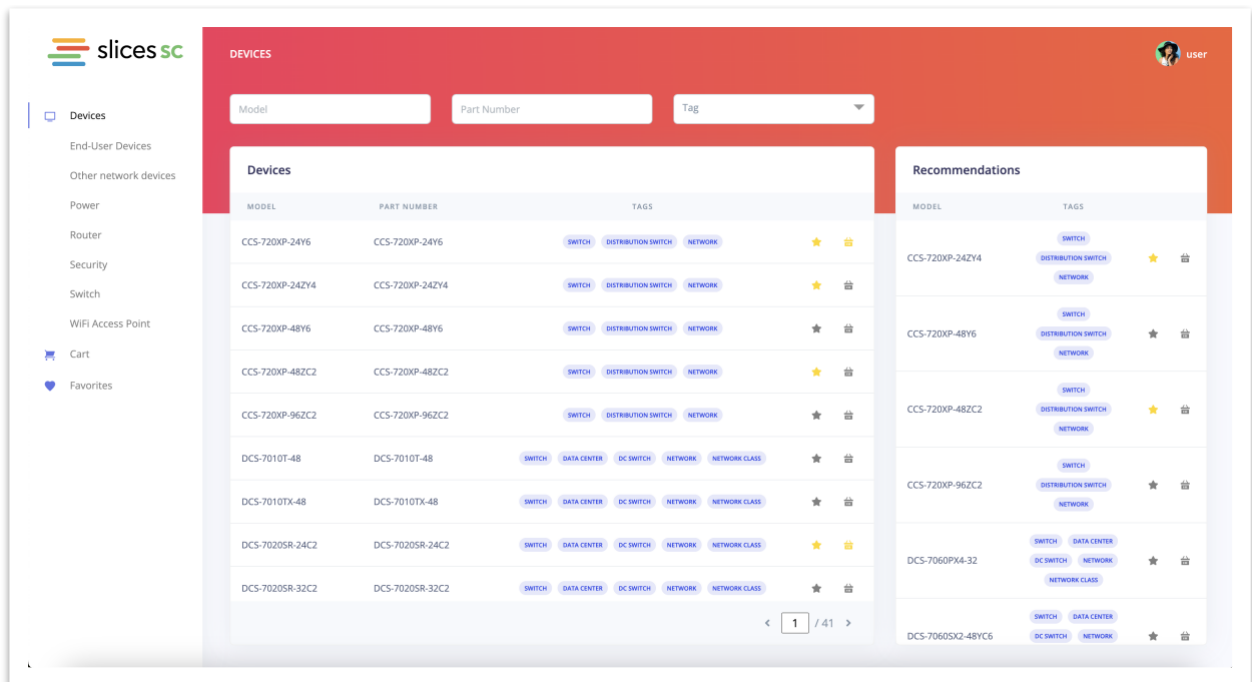 slices sc
DEVICES
user
Model
Part Number
Tag
Devices
End-User Devices
Other network devices
Power
Router
Security
Switch
WiFi Access Point
Cart
Favorites
Devices
MODEL PART NUMBER TAGS
CCS-720XP-24Y6 CCS-720XP-24Y6 SWITCH DISTRIBUTION SWITCH NETWORK
CCS-720XP-24ZY4 CCS-720XP-24ZY4 SWITCH DISTRIBUTION SWITCH NETWORK
CCS-720XP-48Y6 CCS-720XP-48Y6 SWITCH DISTRIBUTION SWITCH NETWORK
CCS-720XP-48ZC2 CCS-720XP-48ZC2 SWITCH DISTRIBUTION SWITCH NETWORK
CCS-720XP-96ZC2 CCS-720XP-96ZC2 SWITCH DISTRIBUTION SWITCH NETWORK
DCS-7010T-48 DCS-7010T-48 SWITCH DATA CENTER DC SWITCH NETWORK NETWORK CLASS
DCS-7010TX-48 DCS-7010TX-48 SWITCH DATA CENTER DC SWITCH NETWORK NETWORK CLASS
DCS-7020SR-24C2 DCS-7020SR-24C2 SWITCH DATA CENTER DC SWITCH NETWORK NETWORK CLASS
DCS-7020SR-32C2 DCS-7020SR-32C2 SWITCH DATA CENTER DC SWITCH NETWORK NETWORK CLASS
< 1 / 41 >
Recommendations
MODEL TAGS
SWITCH
CCS-720XP-24ZY4 DISTRIBUTION SWITCH
NETWORK
SWITCH
CCS-720XP-48Y6 DISTRIBUTION SWITCH
NETWORK
SWITCH
CCS-720XP-48ZC2 DISTRIBUTION SWITCH
NETWORK
SWITCH
CCS-720XP-96ZC2 DISTRIBUTION SWITCH
NETWORK
SWITCH DATA CENTER
DCS-7060PX4-32 DC SWITCH NETWORK
NETWORK CLASS
SWITCH DATA CENTER
DCS-7060SX2-48YC6 DC SWITCH NETWORK